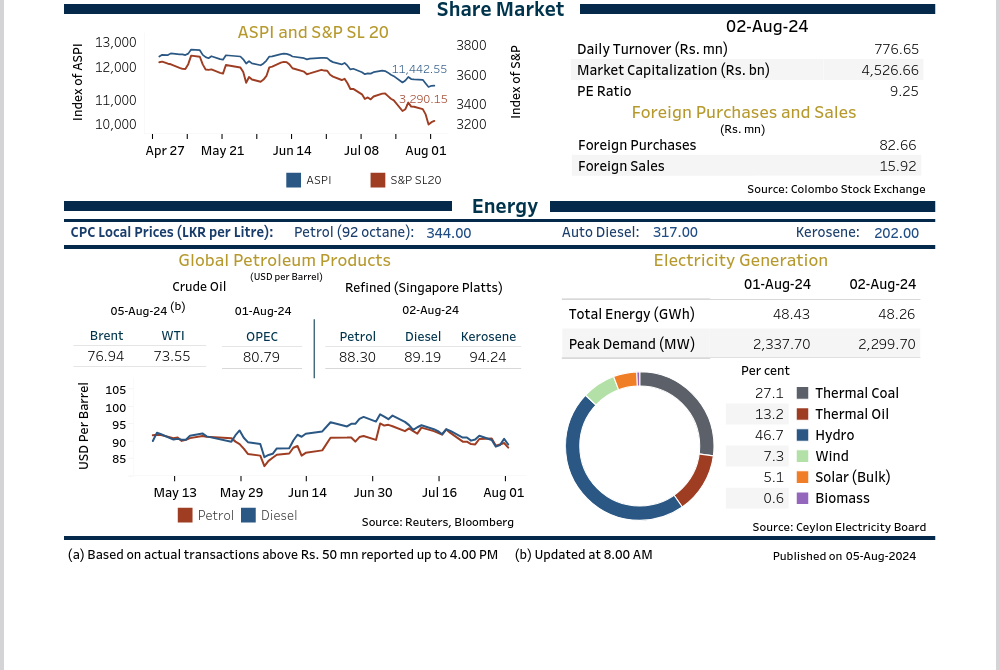 Share Market
ASPI and S&P SL 20
Index of ASPI
13,000
12,000
11,000
10,000
11,442.55
3,290.15
3800
3600
3400
3200
Index of S&P
Apr 27 May 21 Jun 14 Jul 08 Aug 01
ASPI S&P SL20
02-Aug-24
Daily Turnover (Rs. mn) 776.65
Market Capitalization (Rs. bn) 4,526.66
PE Ratio 9.25
Foreign Purchases and Sales
(Rs. mn)
Foreign Purchases 82.66
Foreign Sales 15.92
Source: Colombo Stock Exchange
Energy
CPC Local Prices (LKR per Litre): Petrol (92 octane): 344.00 Auto Diesel: 317.00 Kerosene: 202.00
Global Petroleum Products
(USD per Barrel)
Crude Oil Refined (Singapore Platts)
05-Aug-24 (b) 01-Aug-24 02-Aug-24
Brent WTI OPEC Petrol Diesel Kerosene
76.94 73.55 80.79 88.30 89.19 94.24
USD Per Barrel
105
100
95
90
85
May 13 May 29 Jun 14 Jun 30 Jul 16 Aug 01
Petrol Diesel
Source: Reuters, Bloomberg
Electricity Generation
01-Aug-24 02-Aug-24
Total Energy (GWh) 48.43 48.26
Peak Demand (MW) 2,337.70 2,299.70
Per cent
27.1 Thermal Coal
13.2 Thermal Oil
46.7 Hydro
7.3 Wind
5.1 Solar (Bulk)
0.6 Biomass
Source: Ceylon Electricity Board
(a) Based on actual transactions above Rs. 50 mn reported up to 4.00 PM (b) Updated at 8.00 AM Published on 05-Aug-2024